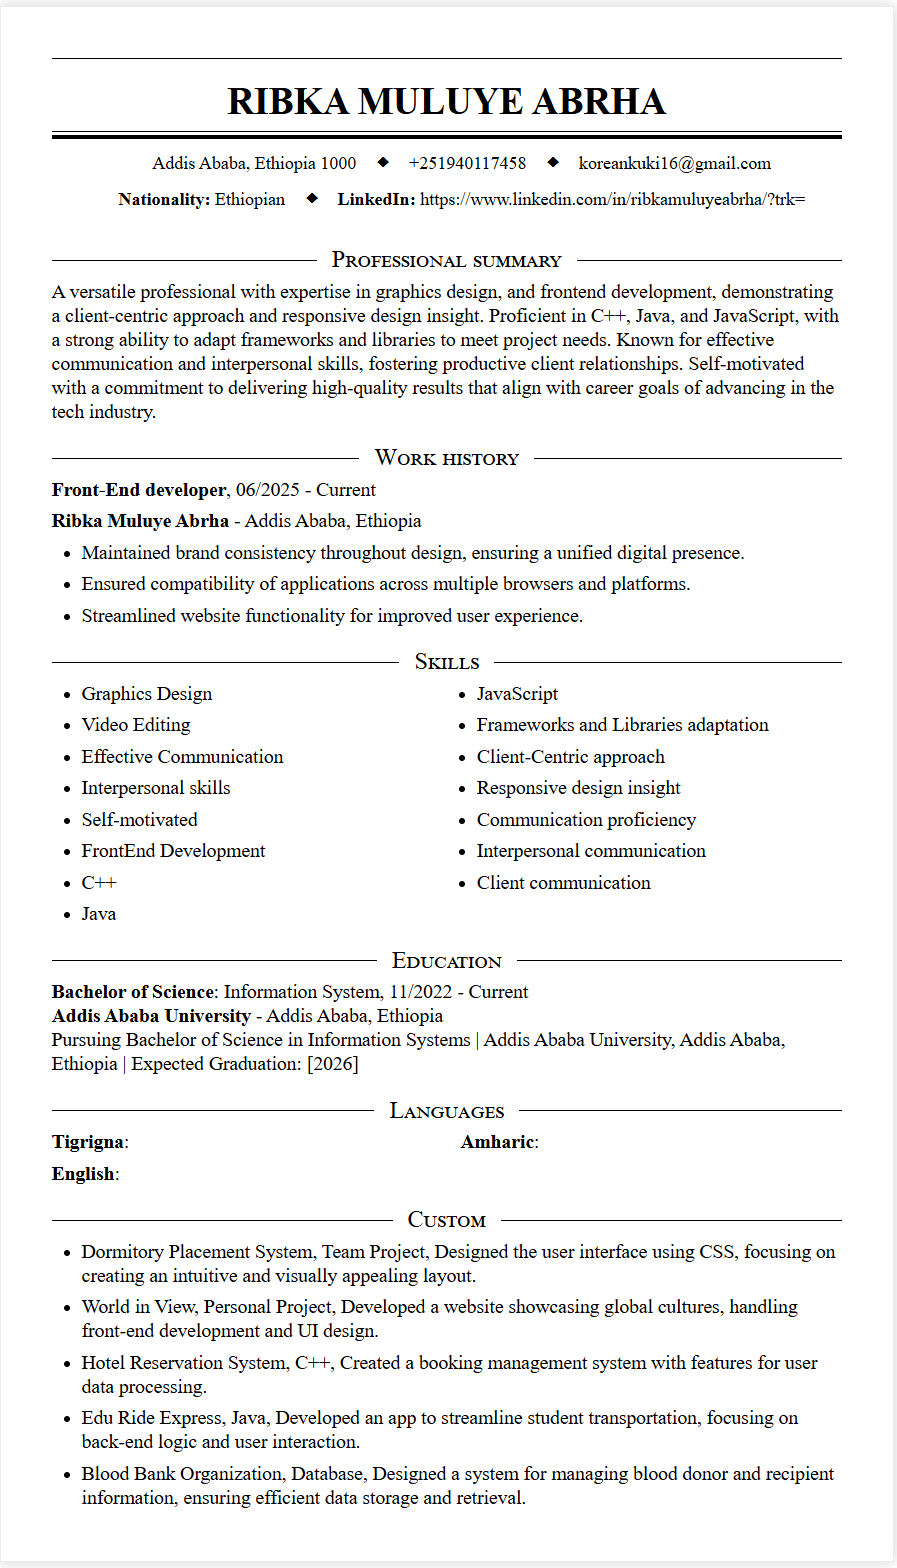 RIBKA MULUYE ABRHA
Addis Ababa, Ethiopia 1000 ◆ +251940117458 ◆ koreankuki16@gmail.com
Nationality: Ethiopian ◆ LinkedIn: https://www.linkedin.com/in/ribkamuluyeabrha/?trk=
Professional summary
A versatile professional with expertise in graphics design, and frontend development, demonstrating
a client-centric approach and responsive design insight. Proficient in C++, Java, and JavaScript, with
a strong ability to adapt frameworks and libraries to meet project needs. Known for effective
communication and interpersonal skills, fostering productive client relationships. Self-motivated
with a commitment to delivering high-quality results that align with career goals of advancing in the
tech industry.
Work history
Front-End developer, 06/2025 - Current
Ribka Muluye Abrha - Addis Ababa, Ethiopia
• Maintained brand consistency throughout design, ensuring a unified digital presence.
• Ensured compatibility of applications across multiple browsers and platforms.
• Streamlined website functionality for improved user experience.
Skills
• Graphics Design
• Video Editing
• Effective Communication
• Interpersonal skills
• Self-motivated
• FrontEnd Development
• C++
• Java
• JavaScript
• Frameworks and Libraries adaptation
• Client-Centric approach
• Responsive design insight
• Communication proficiency
• Interpersonal communication
• Client communication
Education
Bachelor of Science: Information System, 11/2022 - Current
Addis Ababa University - Addis Ababa, Ethiopia
Pursuing Bachelor of Science in Information Systems | Addis Ababa University, Addis Ababa,
Ethiopia | Expected Graduation: [2026]
Languages
Tigrigna:
Amharic:
English:
Custom
• Dormitory Placement System, Team Project, Designed the user interface using CSS, focusing on
creating an intuitive and visually appealing layout.
• World in View, Personal Project, Developed a website showcasing global cultures, handling
front-end development and UI design.
• Hotel Reservation System, C++, Created a booking management system with features for user
data processing.
• Edu Ride Express, Java, Developed an app to streamline student transportation, focusing on
back-end logic and user interaction.
• Blood Bank Organization, Database, Designed a system for managing blood donor and recipient
information, ensuring efficient data storage and retrieval.